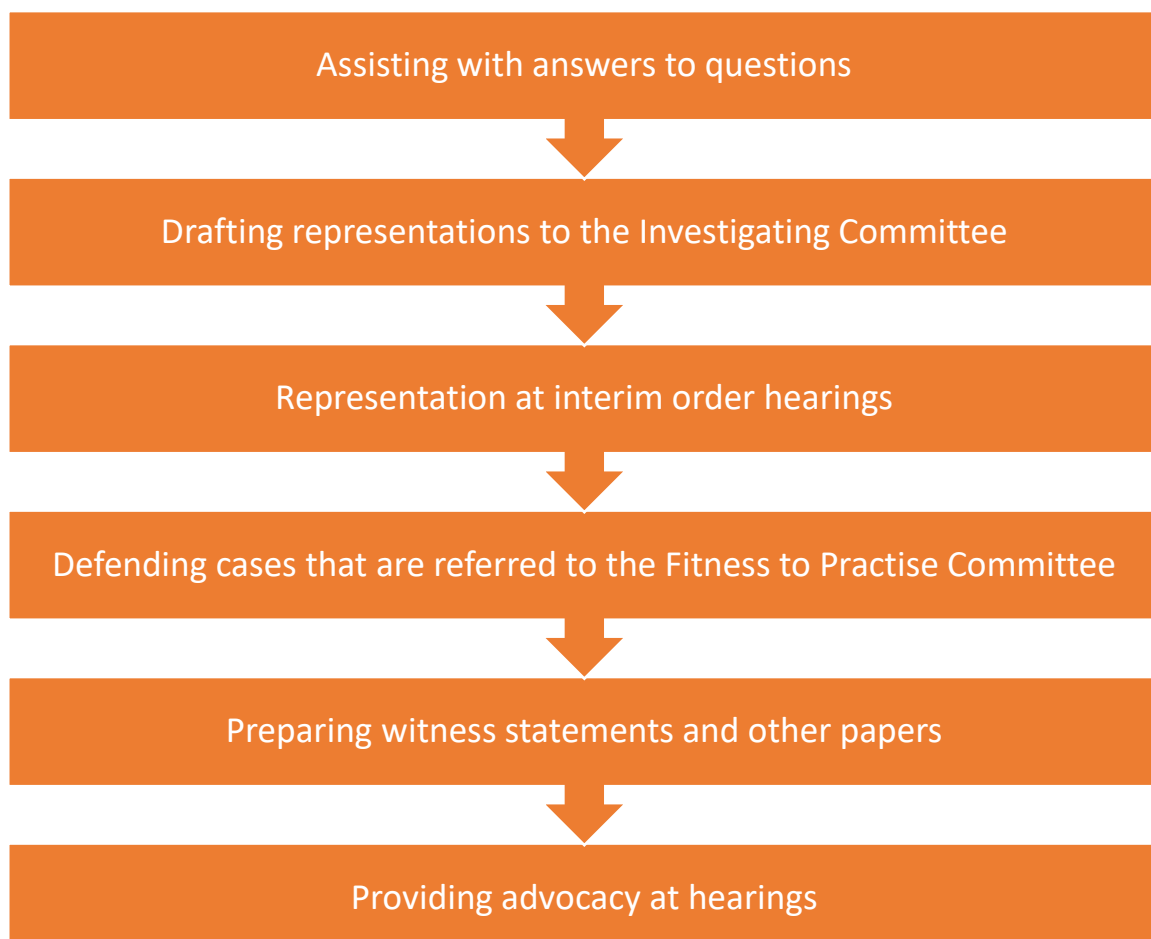 Assisting with answers to questions
Drafting representations to the Investigating Committee
Representation at interim order hearings
Defending cases that are referred to the Fitness to Practise Committee
Preparing witness statements and other papers
Providing advocacy at hearings